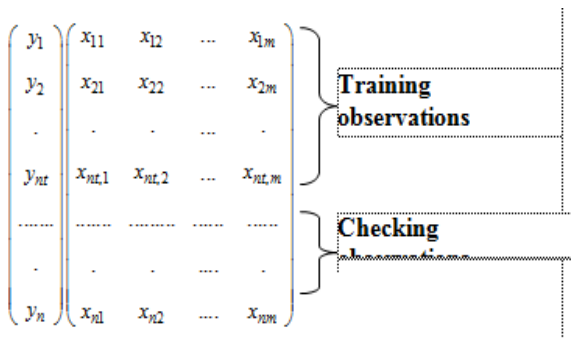 y1 x11 x12 ... x1m
y2 x21 x22 ... x2m
. . . ... .
ynt xnt,1 xnt,2 ... xnt,m
Training
observations
....... ......... ...... ......
. . . .... .
yn xn1 xn2 .... xnm
Checking